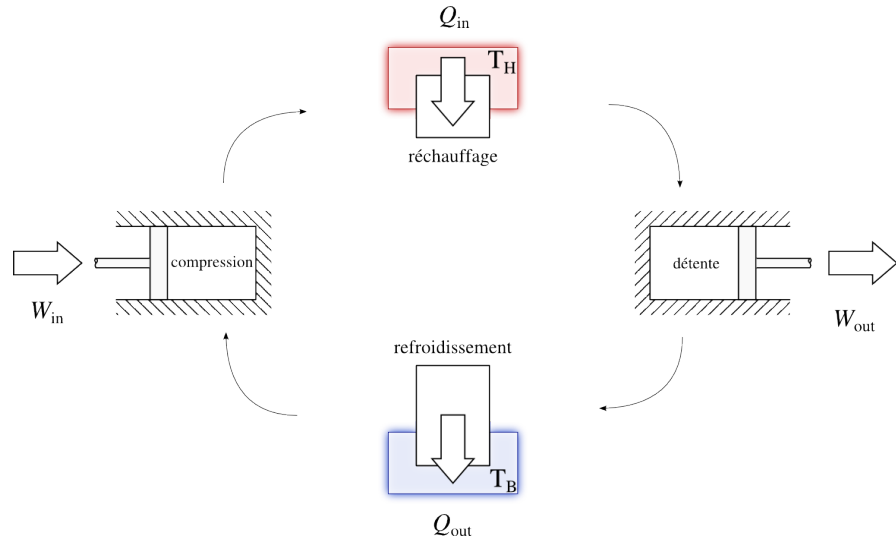 Q_in
T_H
réchauffage
compression
W_in
détente
W_out
refroidissement
T_B
Q_out